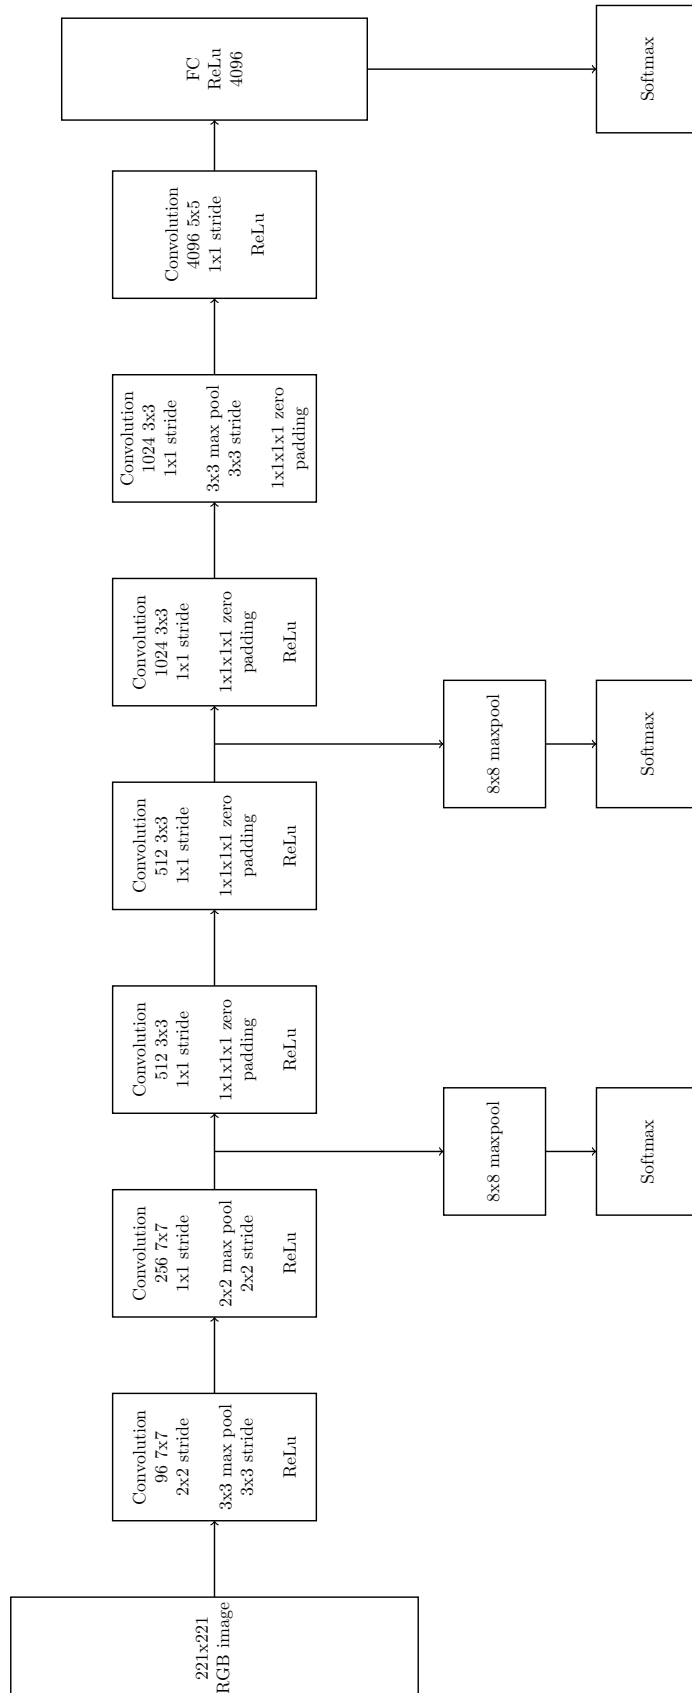 221x221
RGB image
Convolution
96 7x7
2x2 stride
3x3 max pool
3x3 stride
ReLu
Convolution
256 7x7
1x1 stride
2x2 max pool
2x2 stride
ReLu
8x8 maxpool
Softmax
Convolution
512 3x3
1x1 stride
1x1x1x1 zero
padding
ReLu
Convolution
512 3x3
1x1 stride
1x1x1x1 zero
padding
ReLu
8x8 maxpool
Softmax
Convolution
1024 3x3
1x1 stride
1x1x1x1 zero
padding
ReLu
Convolution
1024 3x3
1x1 stride
3x3 max pool
3x3 stride
1x1x1x1 zero
padding
Convolution
4096 5x5
1x1 stride
ReLu
FC
ReLu
4096
Softmax